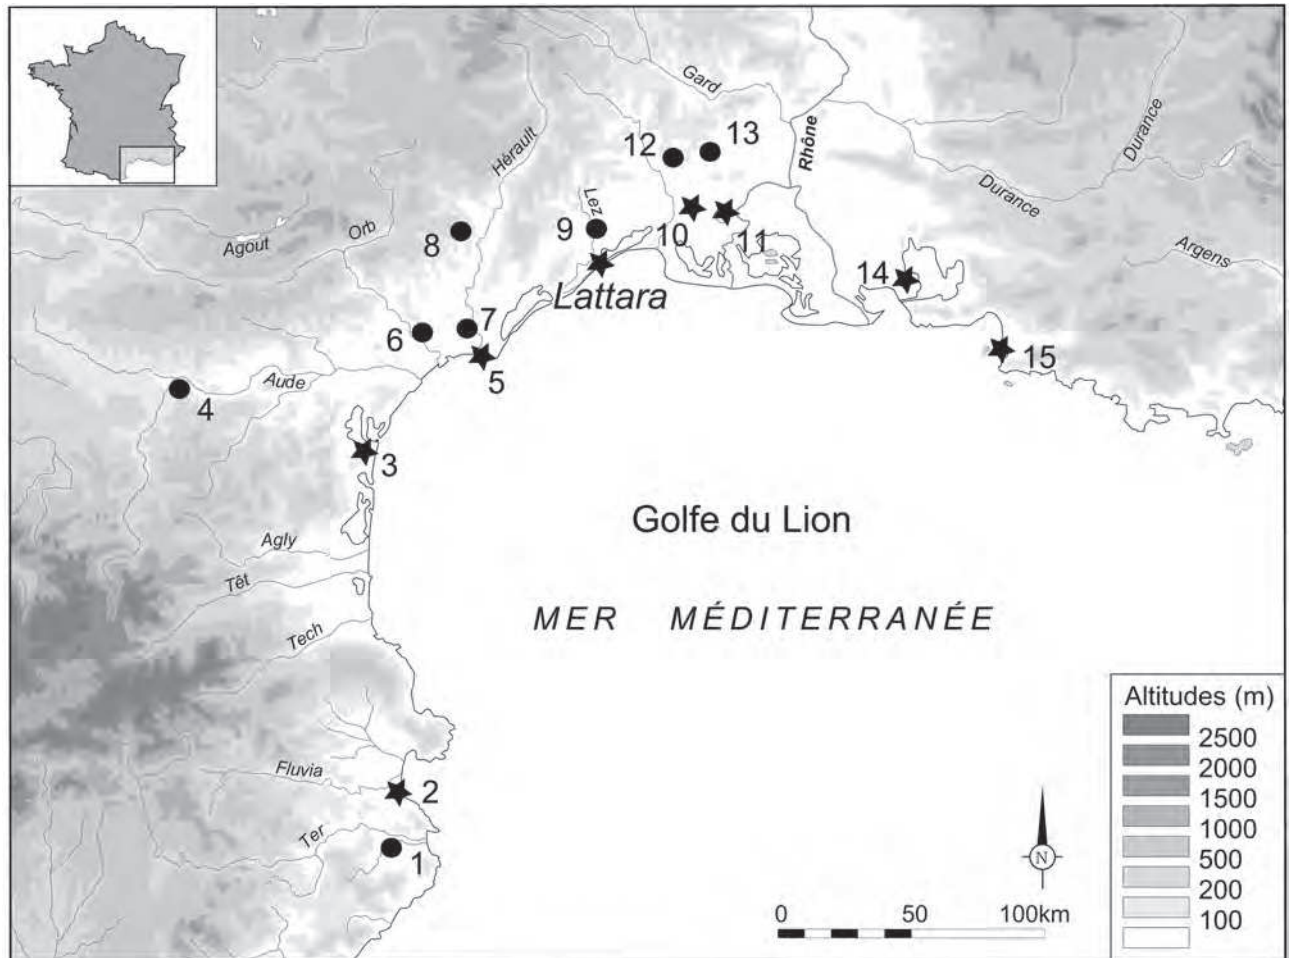 Gard
Rhône
Durance
Durance
Argens
Hérault
Lez
Orb
Agout
12
13
8
9
10
11
14
15
Lattara
6
7
5
4
Aude
3
Golfe du Lion
MER MÉDITERRANÉE
Agly
Têt
Tech
Fluvia
2
Ter
1
N
0 50 100km
Altitudes (m)
2500
2000
1500
1000
500
200
100